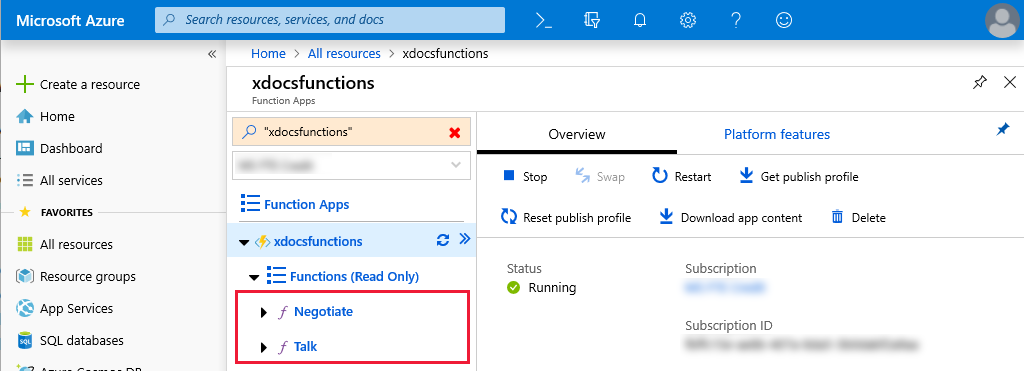 Microsoft Azure
Search resources, services, and docs
Home > All resources > xdocsfunctions
Create a resource
Home
Dashboard
All services
FAVORITES
All resources
Resource groups
App Services
SQL databases
Azure Cosmos DB
xdocsfunctions
Function Apps
"xdocsfunctions"
Function Apps
xdocsfunctions
Functions (Read Only)
Negotiate
Talk
Overview
Platform features
Stop
Swap
Restart
Get publish profile
Reset publish profile
Download app content
Delete
Status
Running
Subscription
Subscription ID